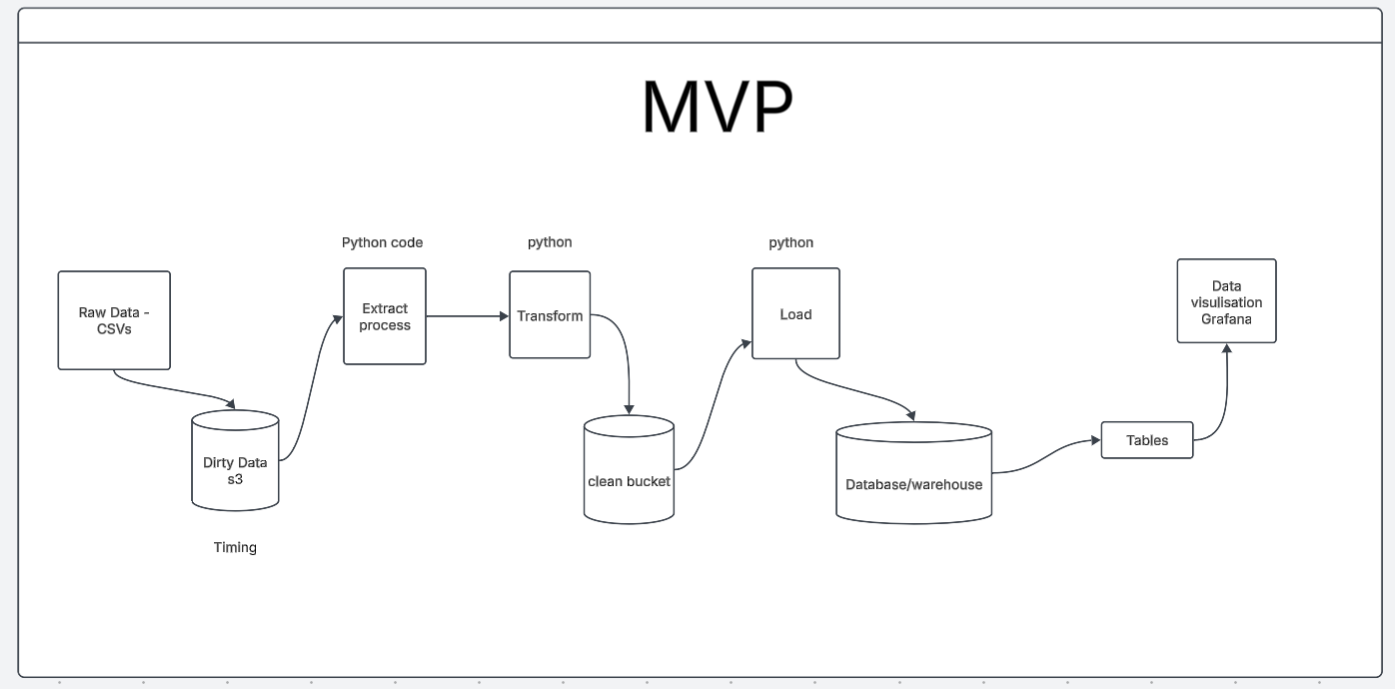 MVP
Python code
python
python
Raw Data -
CSVs
Extract
process
Transform
Load
Data
visulisation
Grafana
Dirty Data
s3
clean bucket
Database/warehouse
Tables
Timing